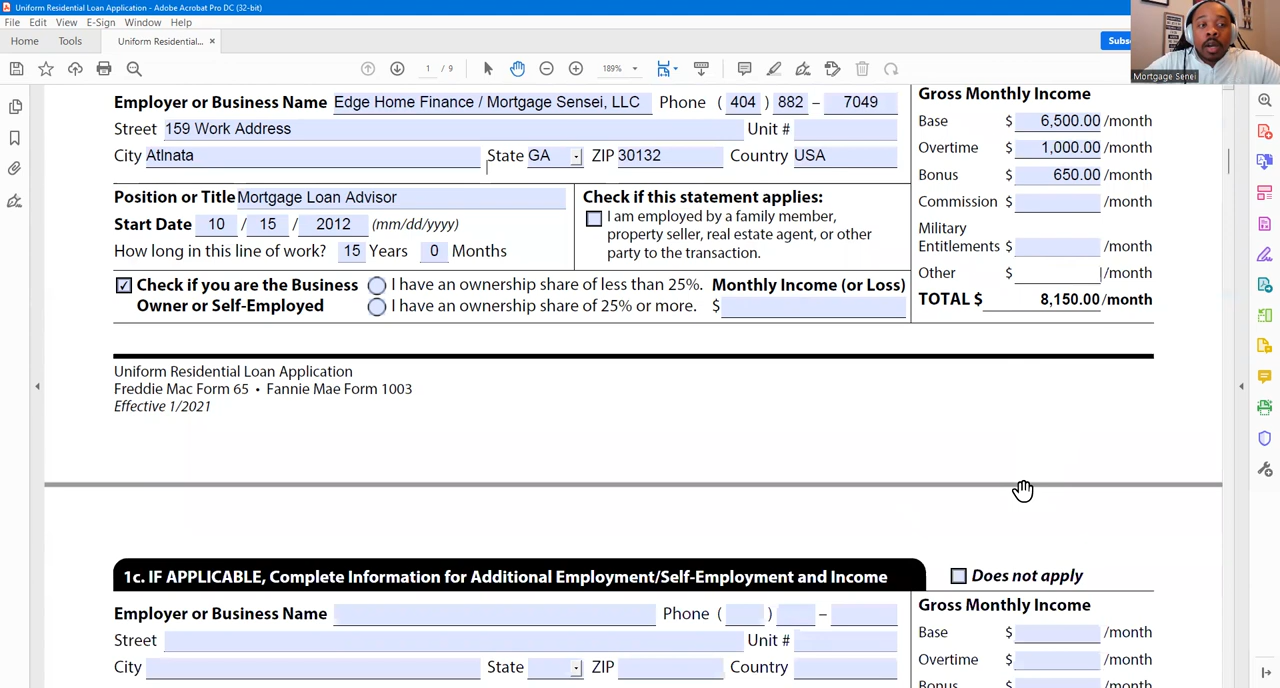 Uniform Residential Loan Application - Adobe Acrobat Pro DC (32-bit)
File Edit View E-Sign Window Help
Home Tools Uniform Residential... × Subs
1 / 9 189%
Mortgage Sensei
Employer or Business Name Edge Home Finance / Mortgage Sensei, LLC Phone ( 404 ) 882 – 7049
Street 159 Work Address Unit #
City Atlnata State GA ZIP 30132 Country USA
Position or Title Mortgage Loan Advisor
Start Date 10 / 15 / 2012 (mm/dd/yyyy)
How long in this line of work? 15 Years 0 Months
Check if this statement applies:
I am employed by a family member,
property seller, real estate agent, or other
party to the transaction.
Check if you are the Business
Owner or Self-Employed
I have an ownership share of less than 25%.
I have an ownership share of 25% or more.
Monthly Income (or Loss)
$
Gross Monthly Income
Base $ 6,500.00 /month
Overtime $ 1,000.00 /month
Bonus $ 650.00 /month
Commission $ /month
Military
Entitlements $ /month
Other $ /month
TOTAL $ 8,150.00 /month
Uniform Residential Loan Application
Freddie Mac Form 65 • Fannie Mae Form 1003
Effective 1/2021
1c. IF APPLICABLE, Complete Information for Additional Employment/Self-Employment and Income
Does not apply
Employer or Business Name Phone ( ) –
Street Unit #
City State ZIP Country
Gross Monthly Income
Base $ /month
Overtime $ /month
Bonus $ /month